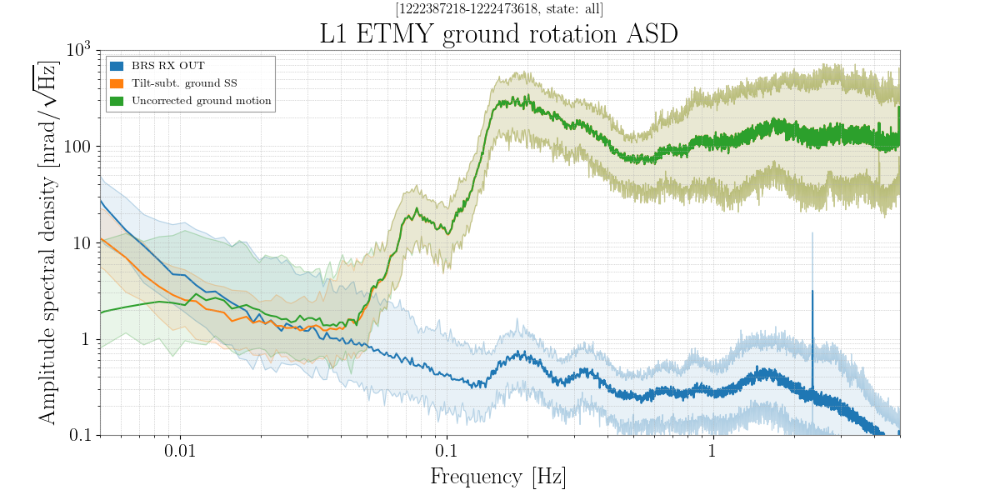 [1222387218-1222473618, state: all]
L1 ETMY ground rotation ASD
Amplitude spectral density [nrad/√Hz]
10³
100
10
1
0.1
BRS RX OUT
Tilt-subt. ground SS
Uncorrected ground motion
0.01
0.1
1
Frequency [Hz]